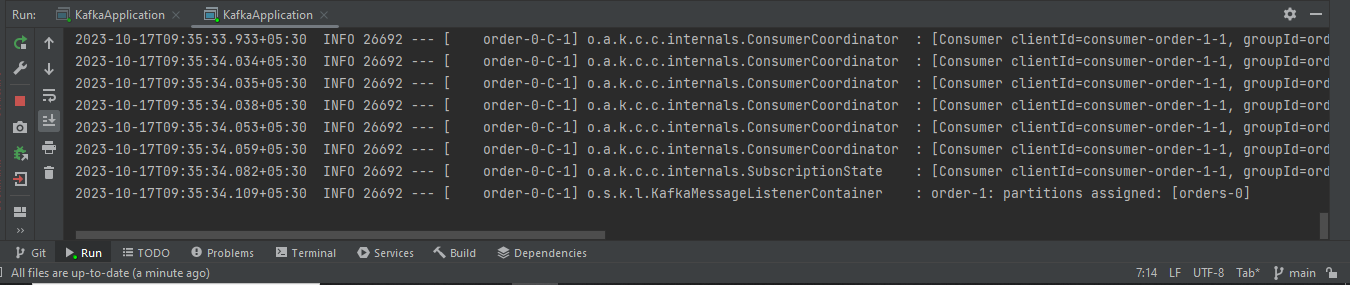 Run: KafkaApplication × KafkaApplication ×
2023-10-17T09:35:33.933+05:30  INFO 26692 --- [    order-0-C-1] o.a.k.c.c.internals.ConsumerCoordinator  : [Consumer clientId=consumer-order-1-1, groupId=ord
2023-10-17T09:35:34.034+05:30  INFO 26692 --- [    order-0-C-1] o.a.k.c.c.internals.ConsumerCoordinator  : [Consumer clientId=consumer-order-1-1, groupId=ord
2023-10-17T09:35:34.035+05:30  INFO 26692 --- [    order-0-C-1] o.a.k.c.c.internals.ConsumerCoordinator  : [Consumer clientId=consumer-order-1-1, groupId=ord
2023-10-17T09:35:34.038+05:30  INFO 26692 --- [    order-0-C-1] o.a.k.c.c.internals.ConsumerCoordinator  : [Consumer clientId=consumer-order-1-1, groupId=ord
2023-10-17T09:35:34.053+05:30  INFO 26692 --- [    order-0-C-1] o.a.k.c.c.internals.ConsumerCoordinator  : [Consumer clientId=consumer-order-1-1, groupId=ord
2023-10-17T09:35:34.059+05:30  INFO 26692 --- [    order-0-C-1] o.a.k.c.c.internals.ConsumerCoordinator  : [Consumer clientId=consumer-order-1-1, groupId=ord
2023-10-17T09:35:34.082+05:30  INFO 26692 --- [    order-0-C-1] o.a.k.c.c.internals.SubscriptionState    : [Consumer clientId=consumer-order-1-1, groupId=ord
2023-10-17T09:35:34.109+05:30  INFO 26692 --- [    order-0-C-1] o.s.k.l.KafkaMessageListenerContainer    : order-1: partitions assigned: [orders-0]
Git Run TODO Problems Terminal Services Build Dependencies
All files are up-to-date (a minute ago) 7:14 LF UTF-8 Tab* main